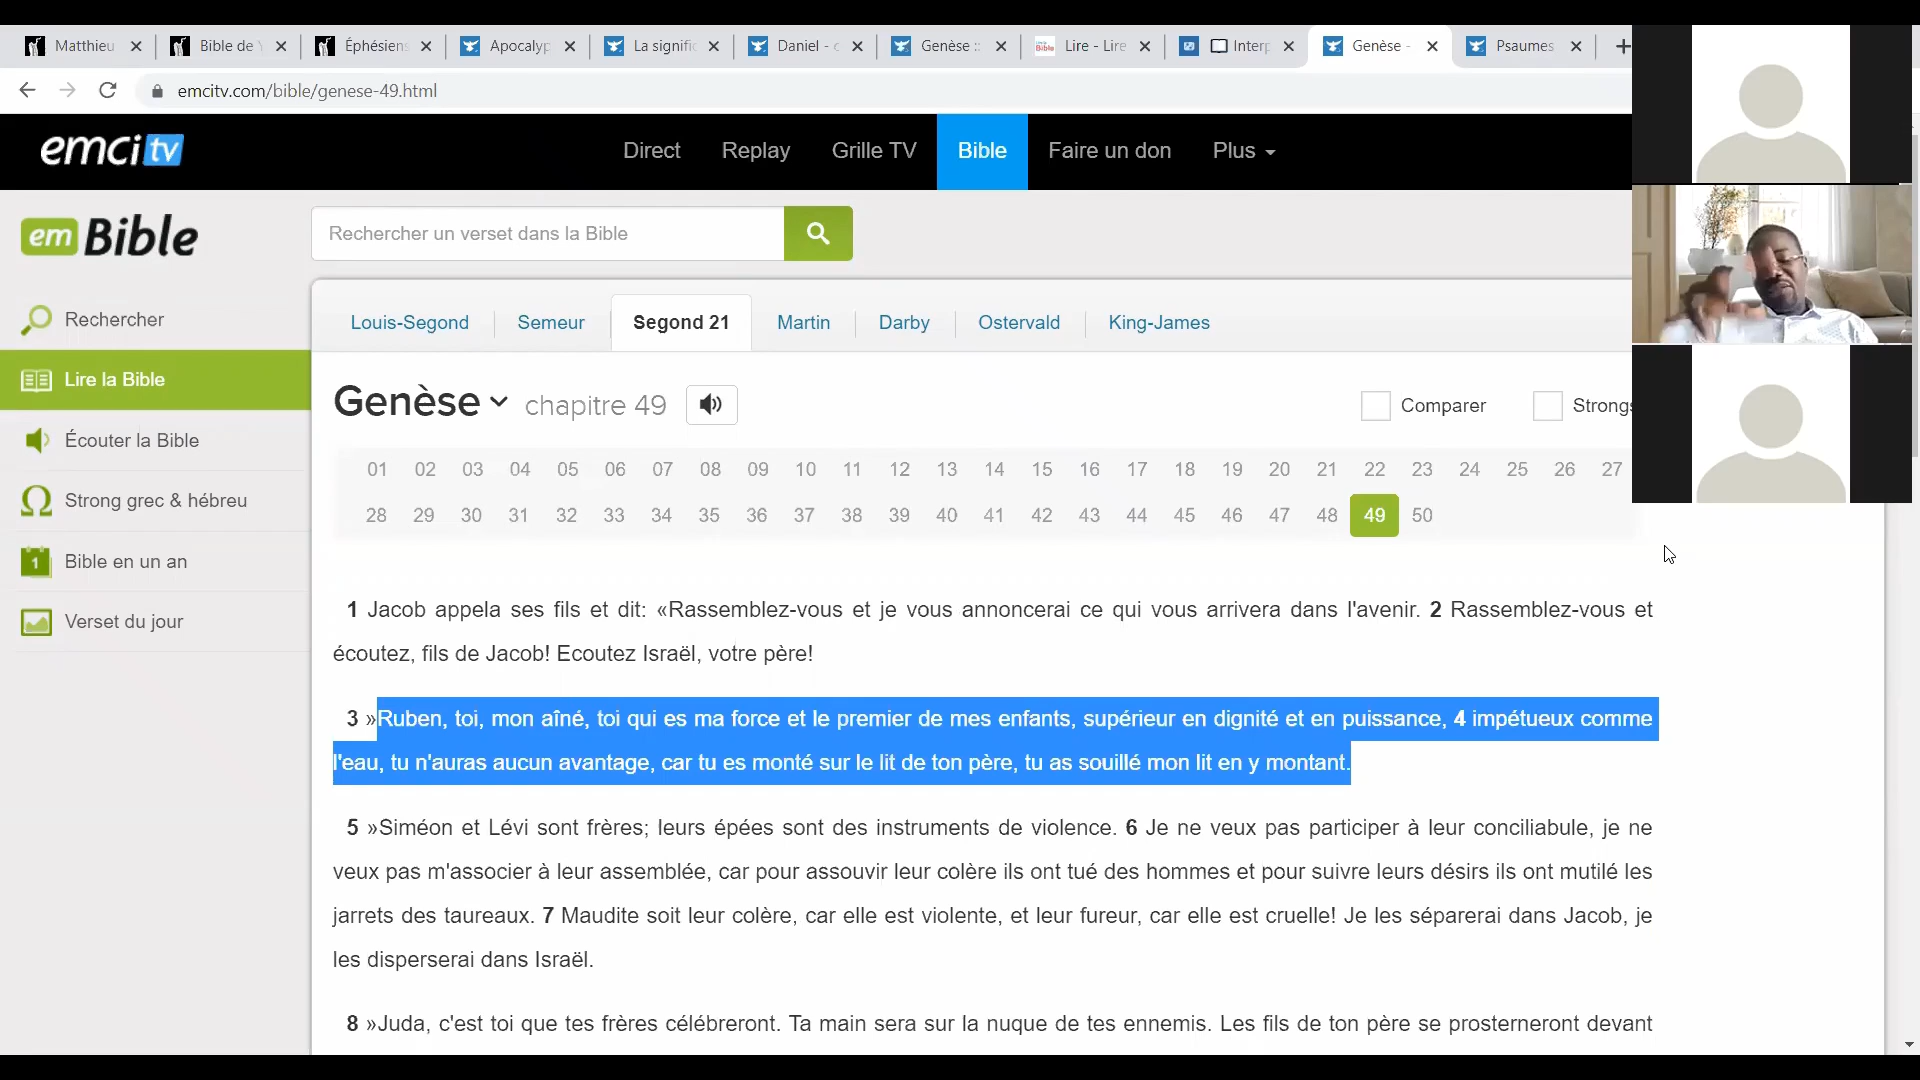 Matthieu
Bible de
Éphésiens
Apocalyp
La signifi
Daniel -
Genèse :
Lire - Lire
Interp
Genèse -
Psaumes
emcitv.com/bible/genese-49.html
emci tv
Direct
Replay
Grille TV
Bible
Faire un don
Plus
em Bible
Rechercher un verset dans la Bible
Rechercher
Lire la Bible
Écouter la Bible
Strong grec & hébreu
1 Bible en un an
Verset du jour
Louis-Segond
Semeur
Segond 21
Martin
Darby
Ostervald
King-James
Genèse chapitre 49
Comparer
Strongs
01 02 03 04 05 06 07 08 09 10 11 12 13 14 15 16 17 18 19 20 21 22 23 24 25 26 27
28 29 30 31 32 33 34 35 36 37 38 39 40 41 42 43 44 45 46 47 48 49 50
1 Jacob appela ses fils et dit: «Rassemblez-vous et je vous annoncerai ce qui vous arrivera dans l'avenir. 2 Rassemblez-vous et
écoutez, fils de Jacob! Ecoutez Israël, votre père!
3 »Ruben, toi, mon aîné, toi qui es ma force et le premier de mes enfants, supérieur en dignité et en puissance, 4 impétueux comme
l'eau, tu n'auras aucun avantage, car tu es monté sur le lit de ton père, tu as souillé mon lit en y montant.
5 »Siméon et Lévi sont frères; leurs épées sont des instruments de violence. 6 Je ne veux pas participer à leur conciliabule, je ne
veux pas m'associer à leur assemblée, car pour assouvir leur colère ils ont tué des hommes et pour suivre leurs désirs ils ont mutilé les
jarrets des taureaux. 7 Maudite soit leur colère, car elle est violente, et leur fureur, car elle est cruelle! Je les séparerai dans Jacob, je
les disperserai dans Israël.
8 »Juda, c'est toi que tes frères célébreront. Ta main sera sur la nuque de tes ennemis. Les fils de ton père se prosterneront devant